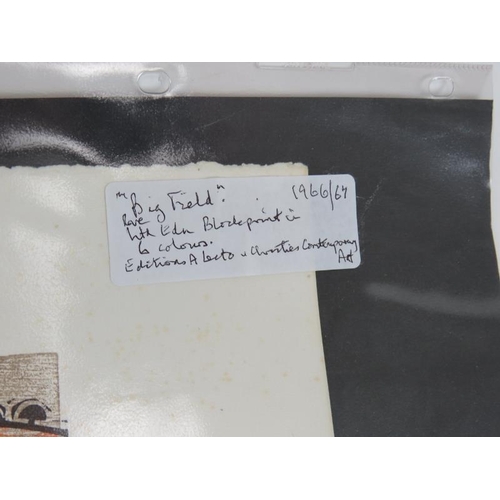 "Big Field". 1966/67
Rare Lith Edn Blockprint in
6 colours.
Editions Alecto & Christies Contemporary
Art